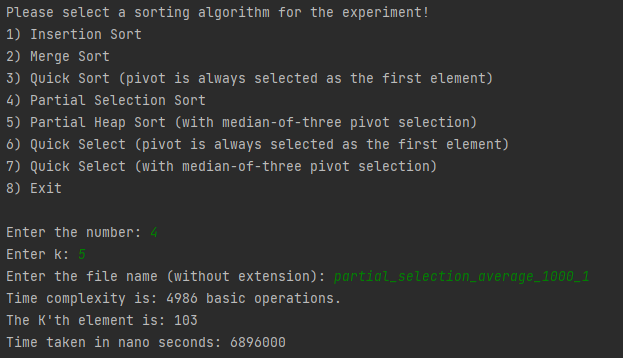 Please select a sorting algorithm for the experiment!
1) Insertion Sort
2) Merge Sort
3) Quick Sort (pivot is always selected as the first element)
4) Partial Selection Sort
5) Partial Heap Sort (with median-of-three pivot selection)
6) Quick Select (pivot is always selected as the first element)
7) Quick Select (with median-of-three pivot selection)
8) Exit
Enter the number: 4
Enter k: 5
Enter the file name (without extension): partial_selection_average_1000_1
Time complexity is: 4986 basic operations.
The K'th element is: 103
Time taken in nano seconds: 6896000